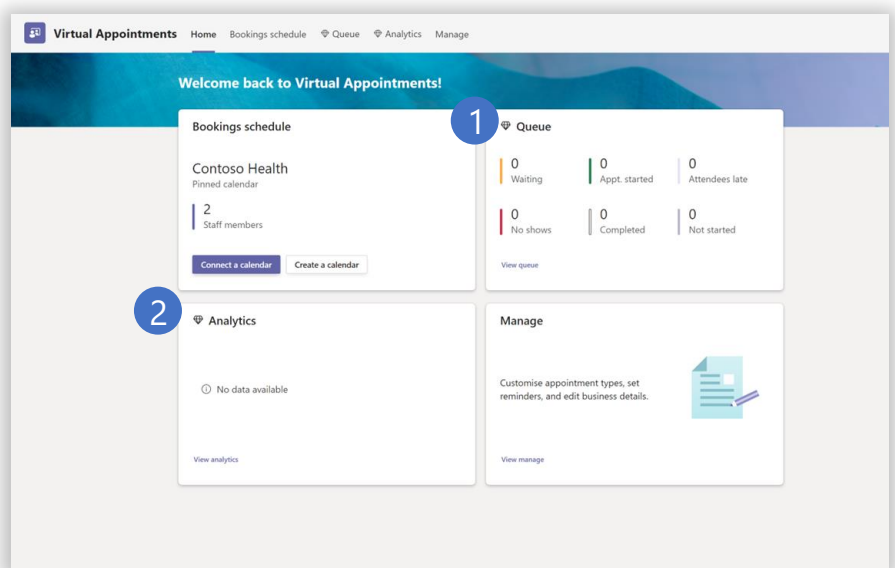 Virtual Appointments Home Bookings schedule Queue Analytics Manage
Welcome back to Virtual Appointments!
Bookings schedule
Contoso Health
Pinned calendar
2
Staff members
Connect a calendar Create a calendar
1
Queue
0 0 0
Waiting Appt. started Attendees late
0 0 0
No shows Completed Not started
View queue
2
Analytics
No data available
View analytics
Manage
Customise appointment types, set
reminders, and edit business details.
View manage